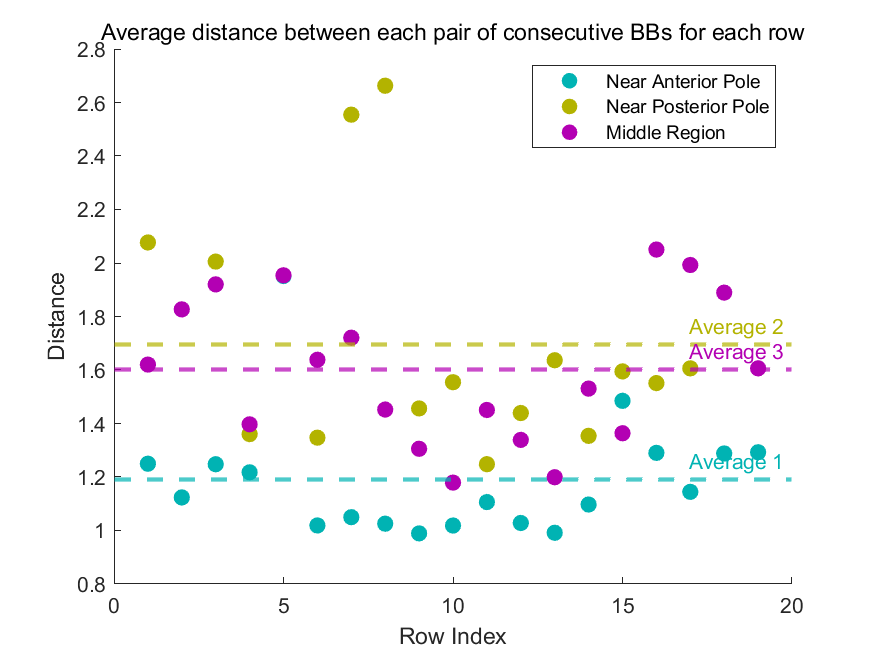 Average distance between each pair of consecutive BBs for each row
2.8
2.6
2.4
2.2
2
1.8
1.6
1.4
1.2
1
0.8
Distance
Near Anterior Pole
Near Posterior Pole
Middle Region
Average 2
Average 3
Average 1
0 5 10 15 20
Row Index